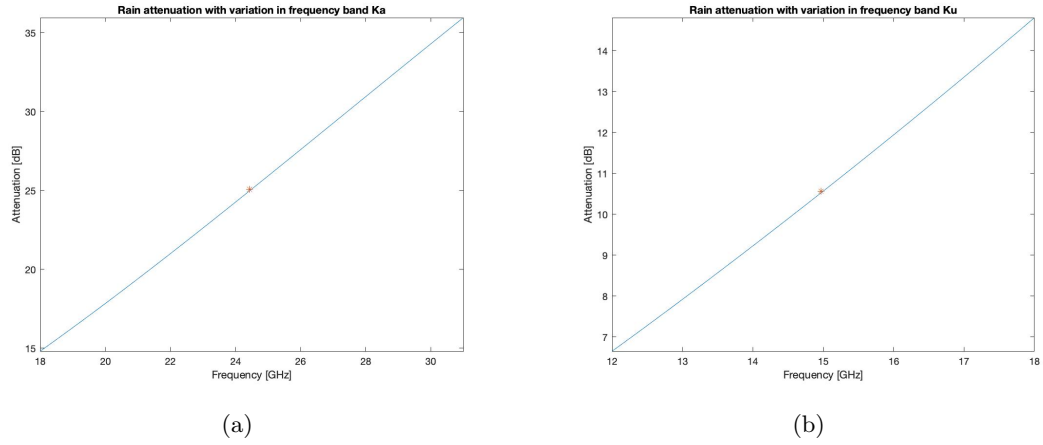 Rain attenuation with variation in frequency band Ka
35
30
25
20
15
Attenuation [dB]
18 20 22 24 26 28 30
Frequency [GHz]
(a)
Rain attenuation with variation in frequency band Ku
14
13
12
11
10
9
8
7
Attenuation [dB]
12 13 14 15 16 17 18
Frequency [GHz]
(b)